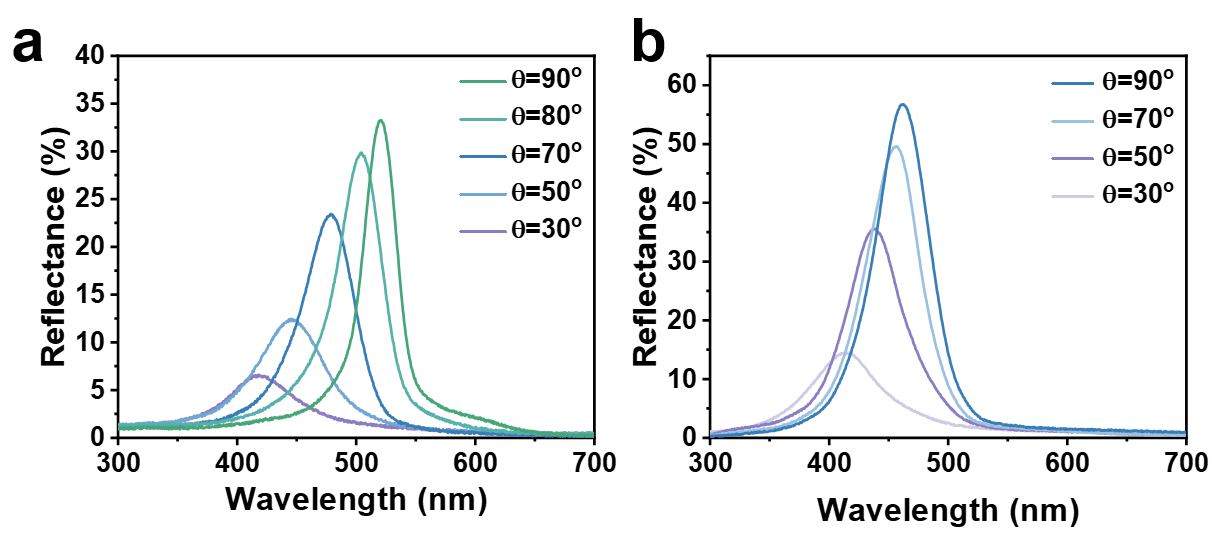 a
40
35
30
25
20
15
10
5
0
Reflectance (%)
θ=90°
θ=80°
θ=70°
θ=50°
θ=30°
300 400 500 600 700
Wavelength (nm)
b
60
50
40
30
20
10
0
Reflectance (%)
θ=90°
θ=70°
θ=50°
θ=30°
300 400 500 600 700
Wavelength (nm)